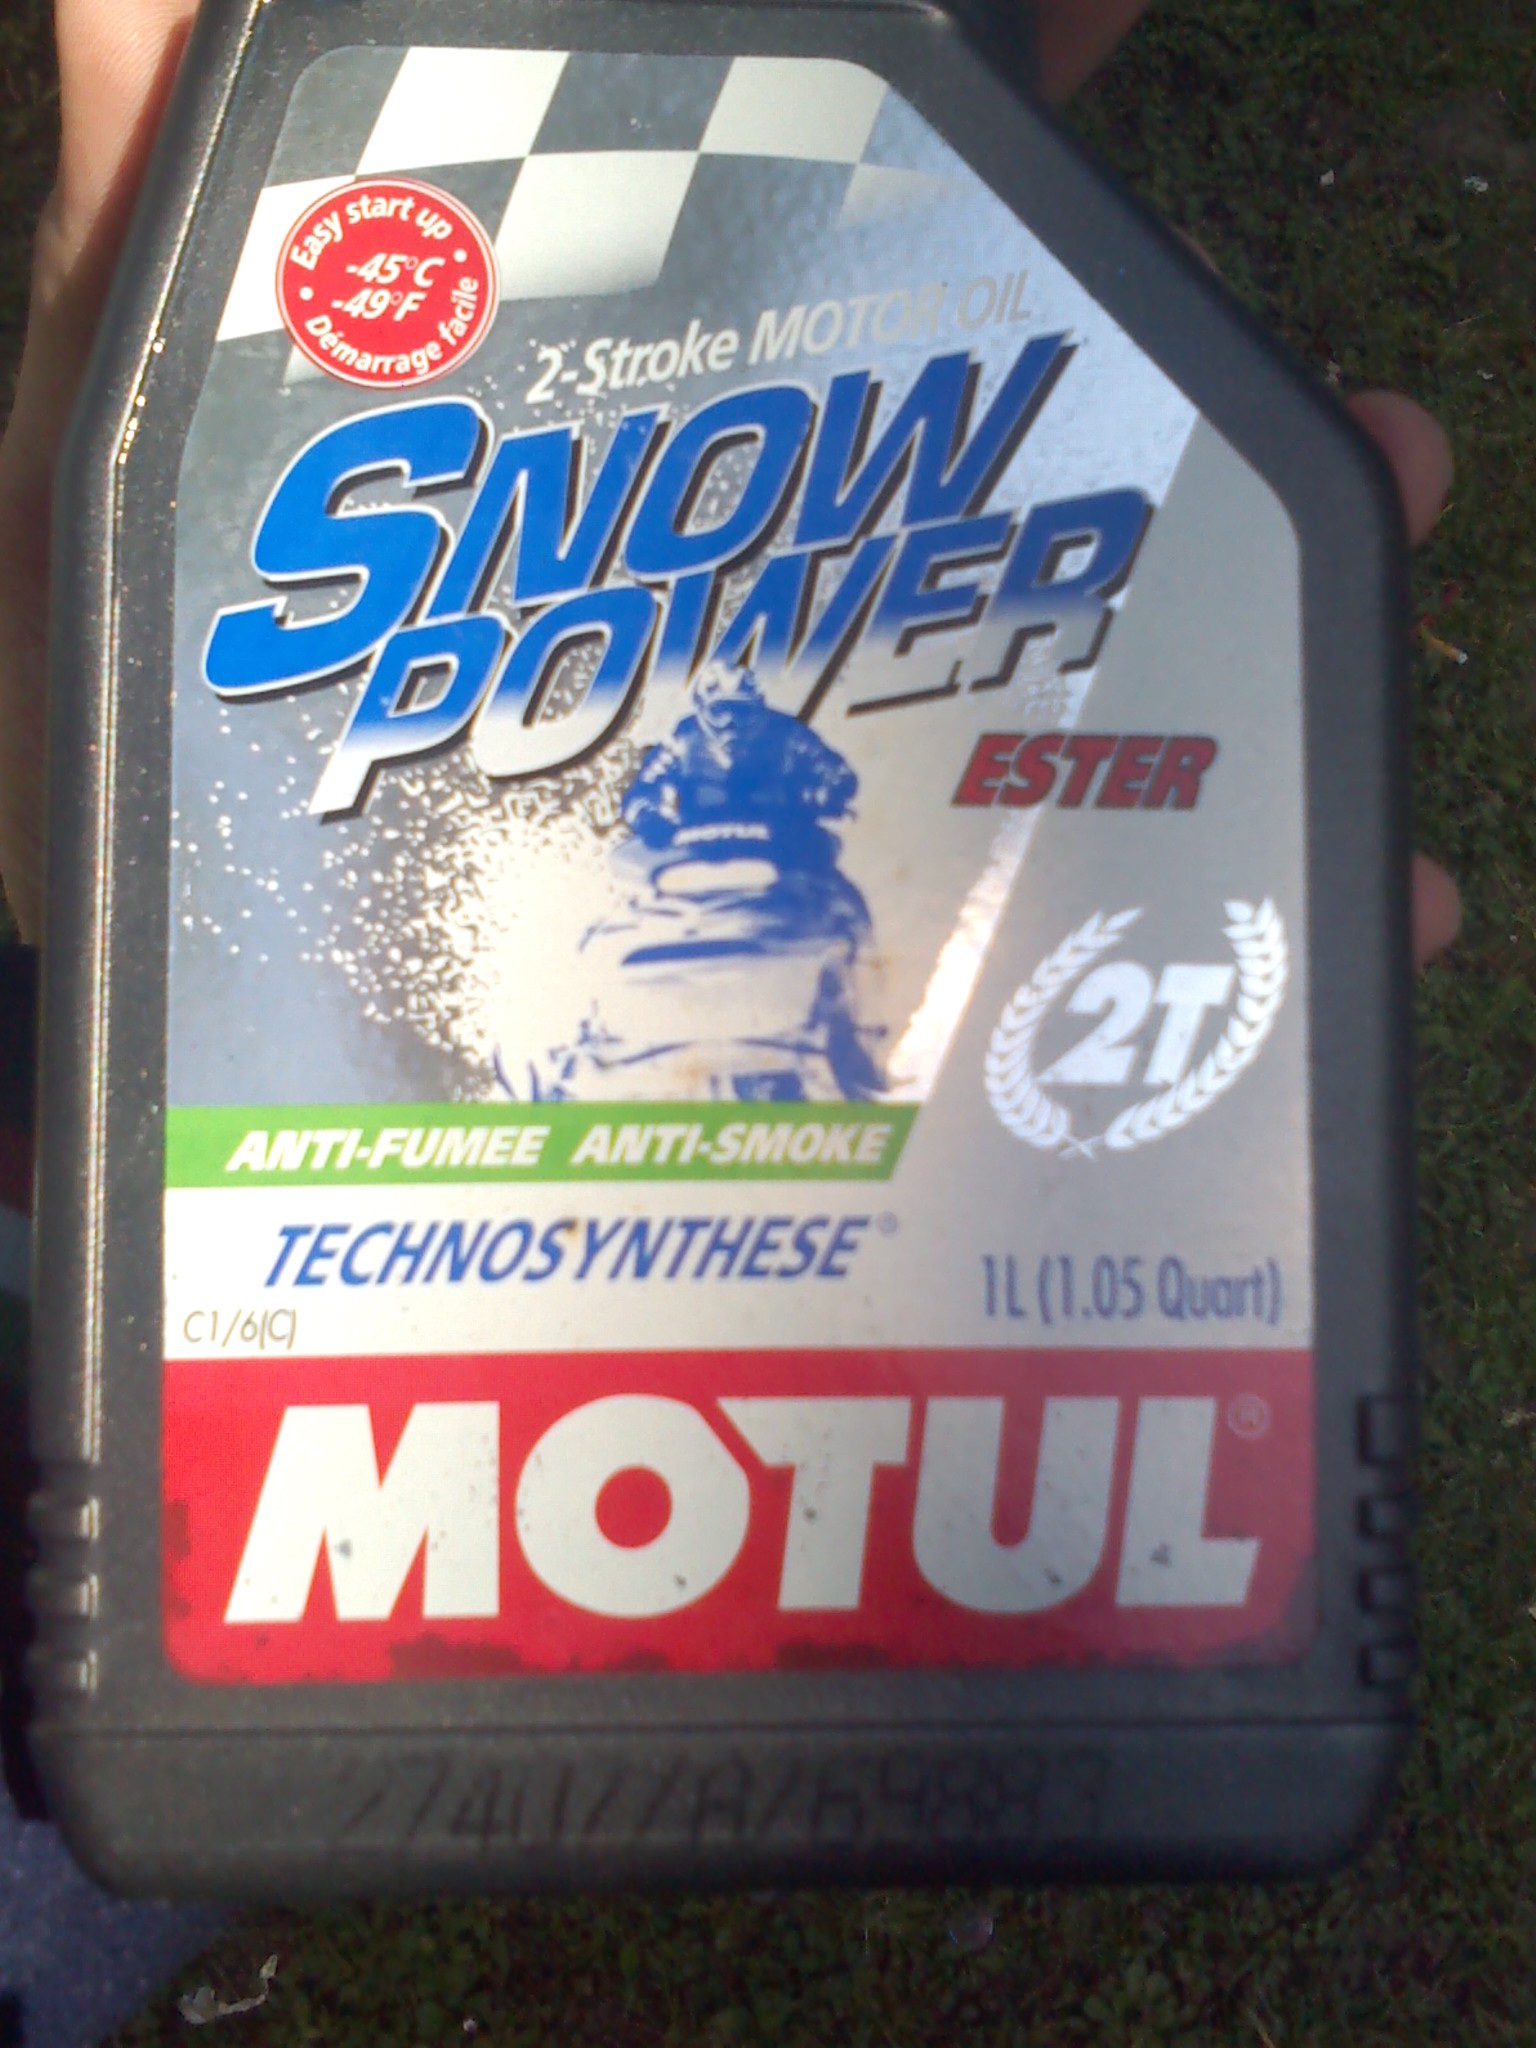 Easy start up
-45°C
-49°F
Démarrage facile
2-Stroke MOTOR OIL
SNOW
POWER
ESTER
MOTUL
2T
ANTI-FUMEE ANTI-SMOKE
TECHNOSYNTHESE®
1L (1.05 Quart)
C1/6(C)
MOTUL®